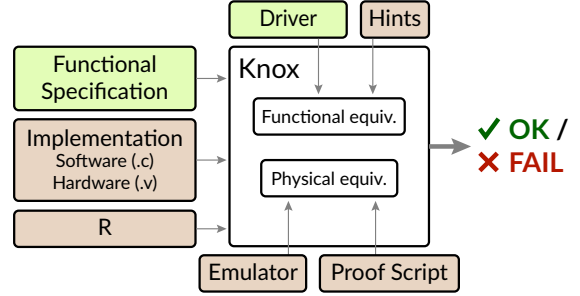 Driver
Hints
Functional
Specification
Knox
Functional equiv.
Implementation
Software (.c)
Hardware (.v)
✓ OK /
✗ FAIL
Physical equiv.
R
Emulator
Proof Script